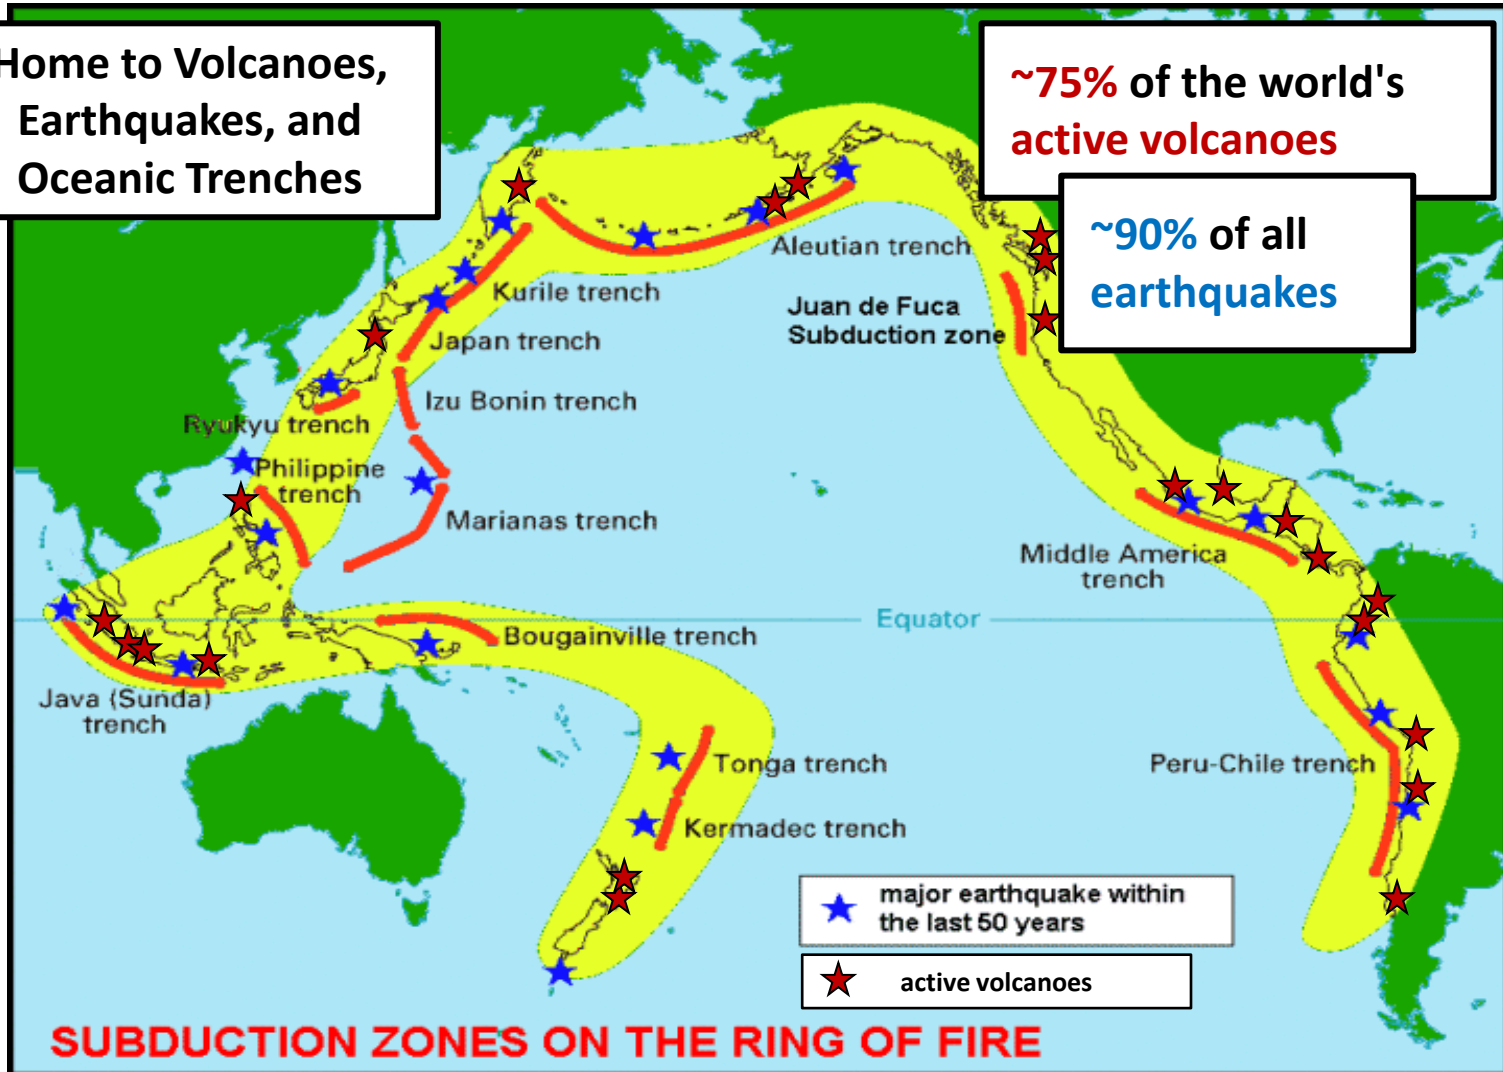 Home to Volcanoes,
Earthquakes, and
Oceanic Trenches
~75% of the world's
active volcanoes
~90% of all
earthquakes
Aleutian trench
Kurile trench
Juan de Fuca
Subduction zone
Japan trench
Izu Bonin trench
Ryukyu trench
Philippine
trench
Marianas trench
Middle America
trench
Equator
Bougainville trench
Java (Sunda)
trench
Tonga trench
Peru-Chile trench
Kermadec trench
major earthquake within
the last 50 years
active volcanoes
SUBDUCTION ZONES ON THE RING OF FIRE